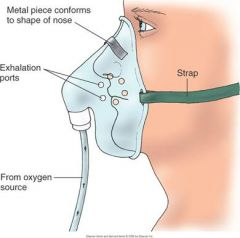 Metal piece conforms
to shape of nose
Exhalation
ports
Strap
From oxygen
source